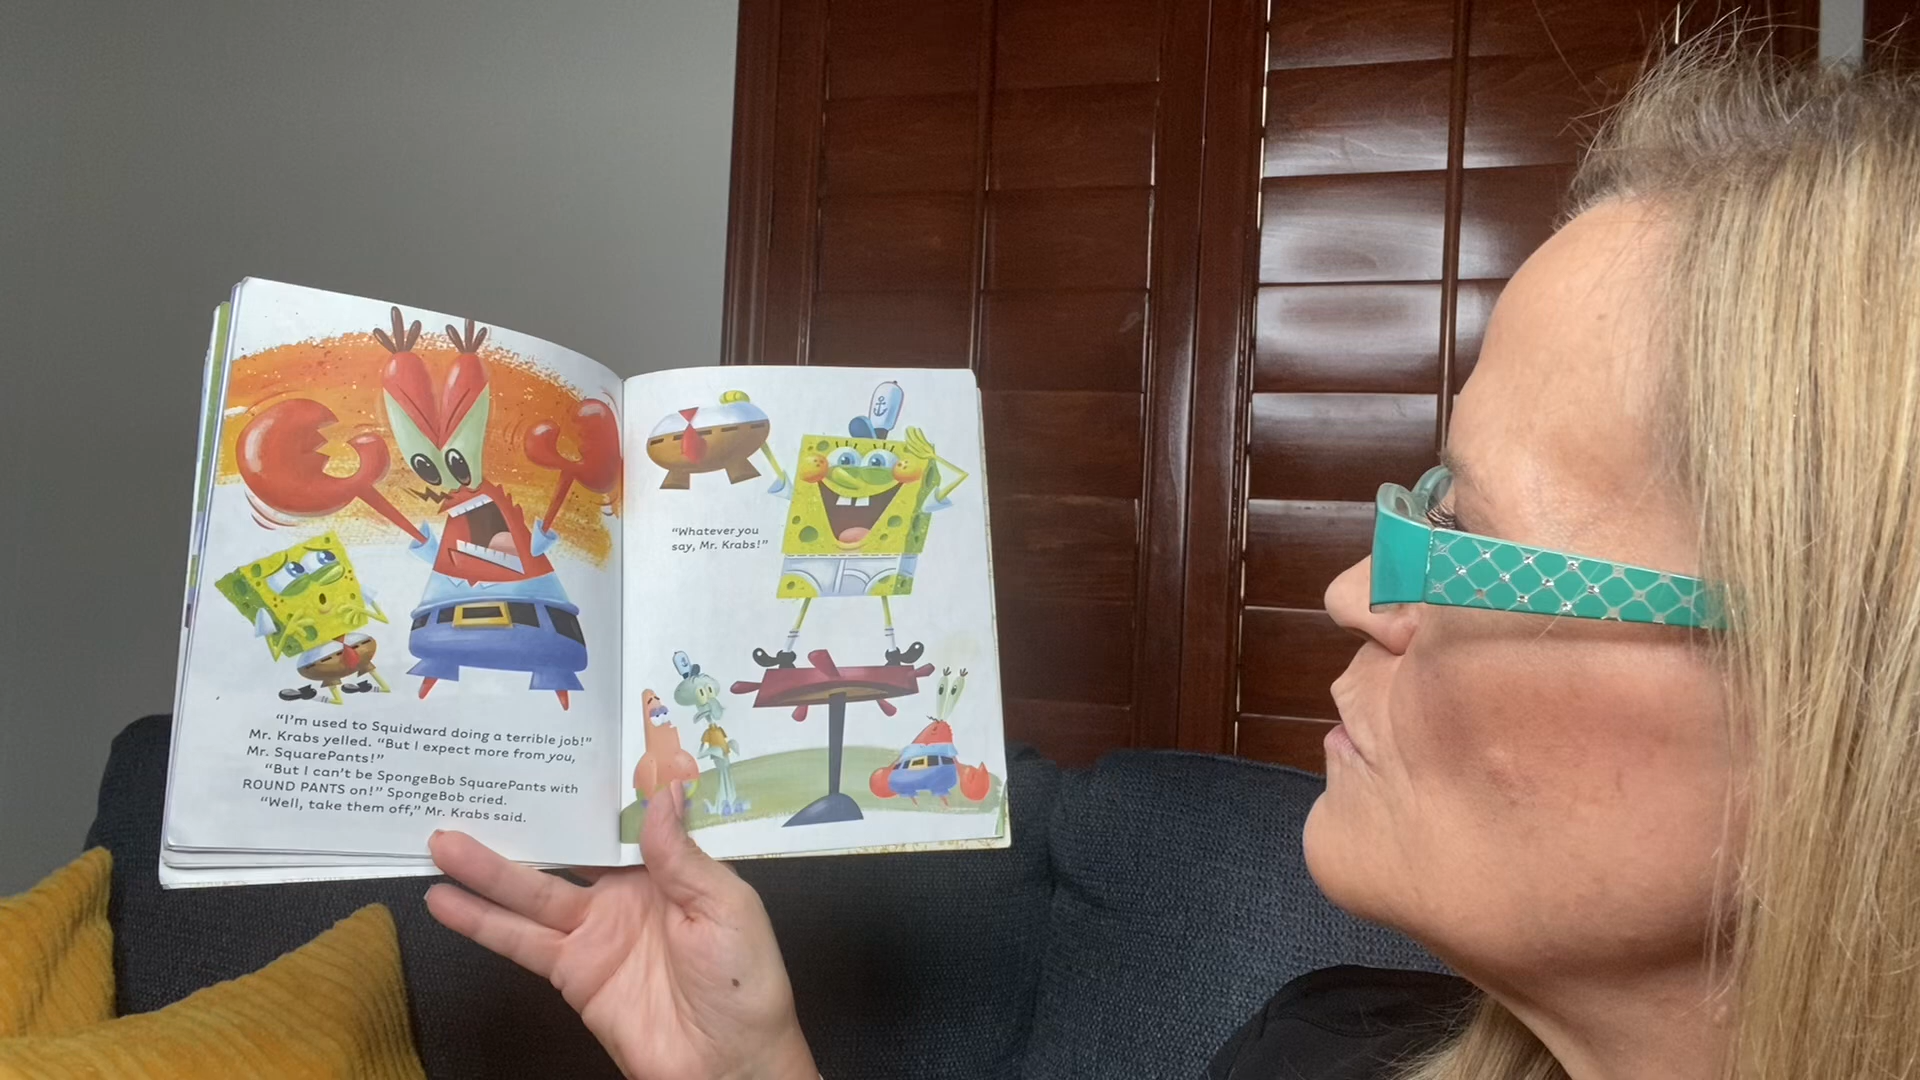 “I’m used to Squidward doing a terrible job!”
Mr. Krabs yelled. “But I expect more from you,
Mr. SquarePants!”
“But I can’t be SpongeBob SquarePants with
ROUND PANTS on!” SpongeBob cried.
“Well, take them off,” Mr. Krabs said.
“Whatever you
say, Mr. Krabs!”